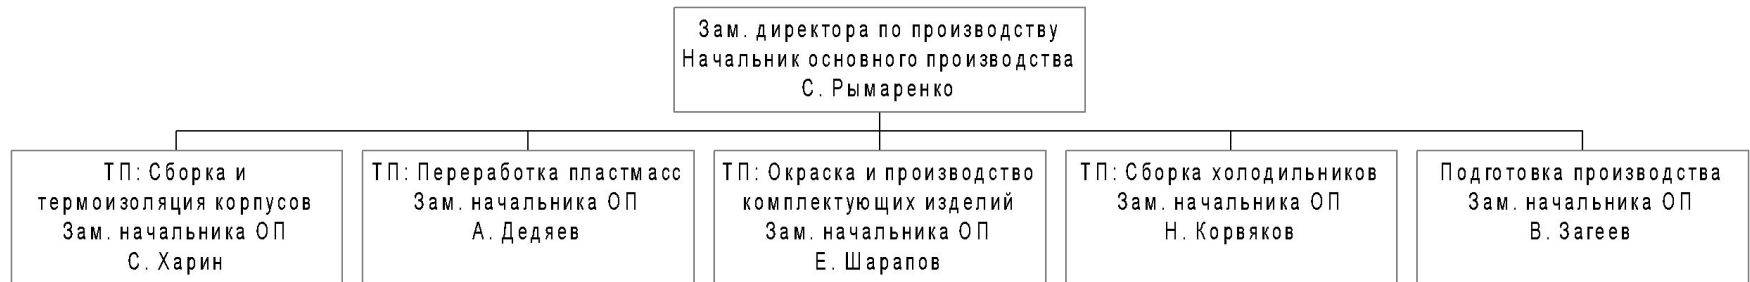 Зам. директора по производству
Начальник основного производства
С. Рымаренко
ТП: Сборка и
термоизоляция корпусов
Зам. начальника ОП
С. Харин
ТП: Переработка пластмасс
Зам. начальника ОП
А. Дедяев
ТП: Окраска и производство
комплектующих изделий
Зам. начальника ОП
Е. Шарапов
ТП: Сборка холодильников
Зам. начальника ОП
Н. Корвяков
Подготовка производства
Зам. начальника ОП
В. Загеев